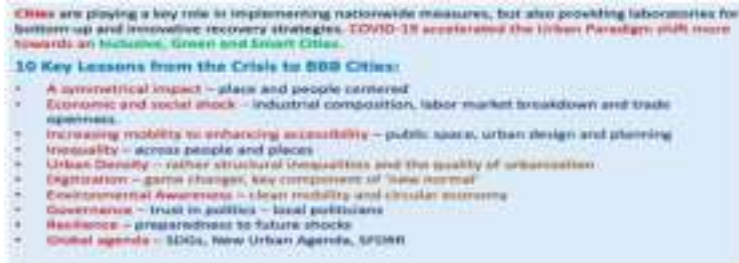 Cities are playing a key role in implementing nationwide measures, but also providing laboratories for
bottom-up and innovative recovery strategies. COVID-19 accelerated the Urban Paradigm shift more
towards an Inclusive, Green and Smart Cities.
10 Key Lessons from the Crisis to BBB Cities:
• A symmetrical impact – place and people centered
• Economic and social shock – industrial composition, labor market breakdown and trade
openness.
• Increasing mobility to enhancing accessibility – public space, urban design and planning
• Inequality – across people and places
• Urban Density – rather structural inequalities and the quality of urbanization
• Digitization – game changer, key component of 'new normal'
• Environmental Awareness – clean mobility and circular economy
• Governance – trust in politics – local politicians
• Resilience – preparedness to future shocks
• Global agenda – SDGs, New Urban Agenda, SFDRR